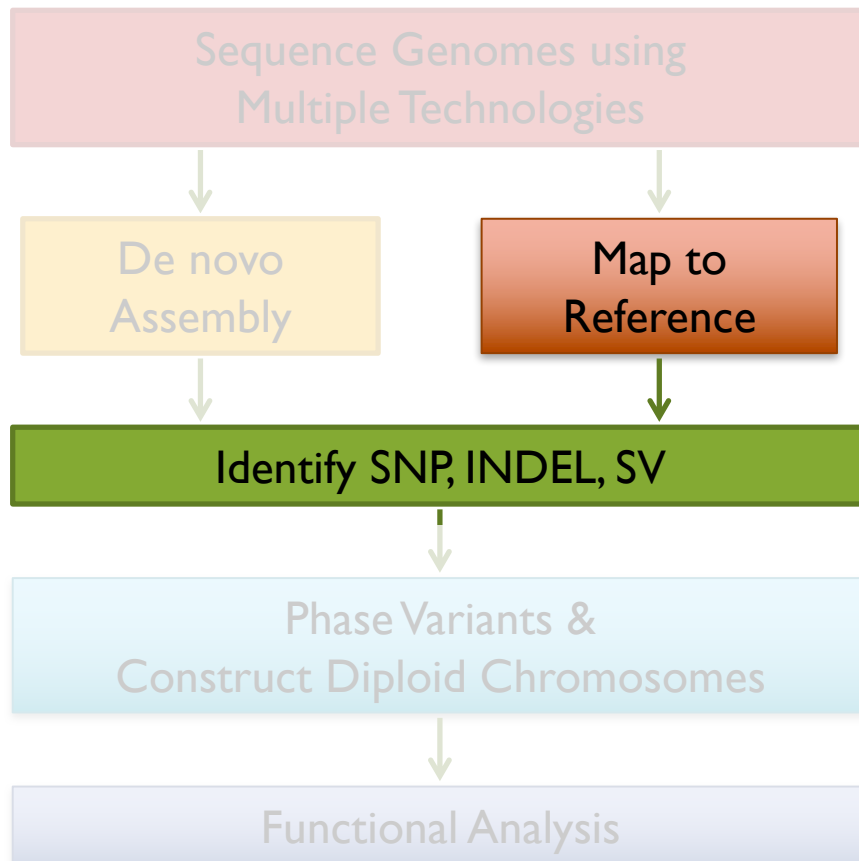 Sequence Genomes using
Multiple Technologies
De novo
Assembly
Map to
Reference
Identify SNP, INDEL, SV
Phase Variants &
Construct Diploid Chromosomes
Functional Analysis